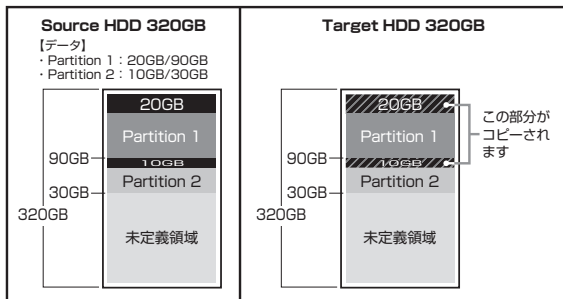 Source HDD 320GB
【データ】
・Partition 1：20GB/90GB
・Partition 2：10GB/30GB
20GB
Partition 1
90GB
10GB
Partition 2
30GB
320GB
未定義領域
Target HDD 320GB
20GB
Partition 1
90GB
10GB
Partition 2
30GB
320GB
未定義領域
この部分が
コピーされ
ます